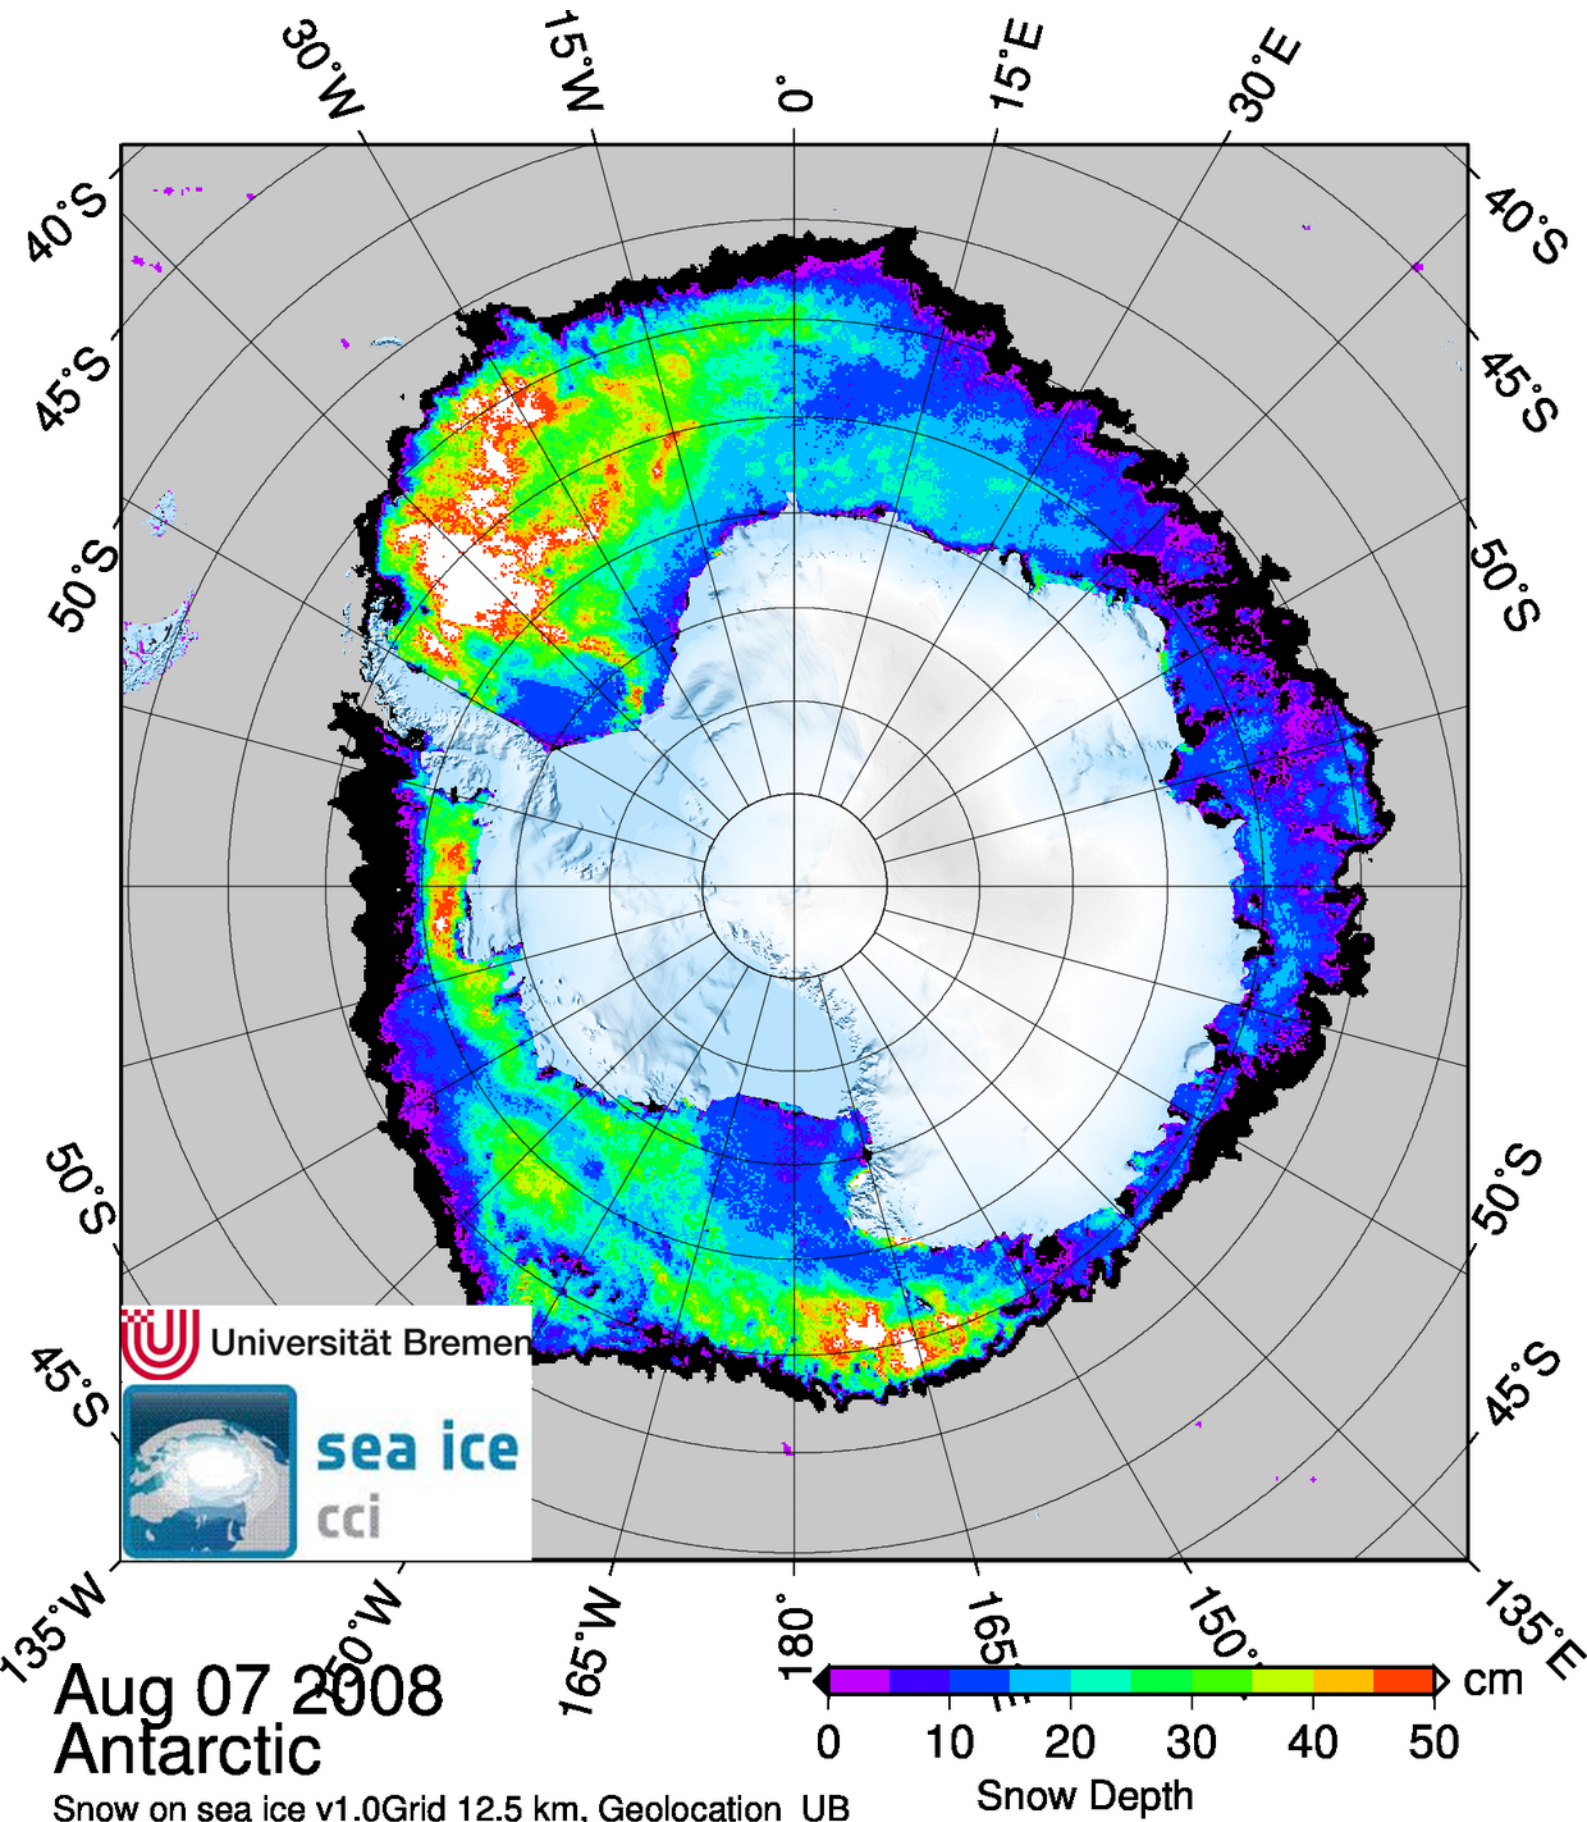 30°W 15°W 0° 15°E 30°E
40°S 40°S
45°S 45°S
50°S 50°S
50°S 50°S
45°S 45°S
Universität Bremen
sea ice
cci
135°W 165°W 180° 165° 150° 135°E
Aug 07 2008
cm
Antarctic
0 10 20 30 40 50
Snow Depth
Snow on sea ice v1.0Grid 12.5 km, Geolocation UB